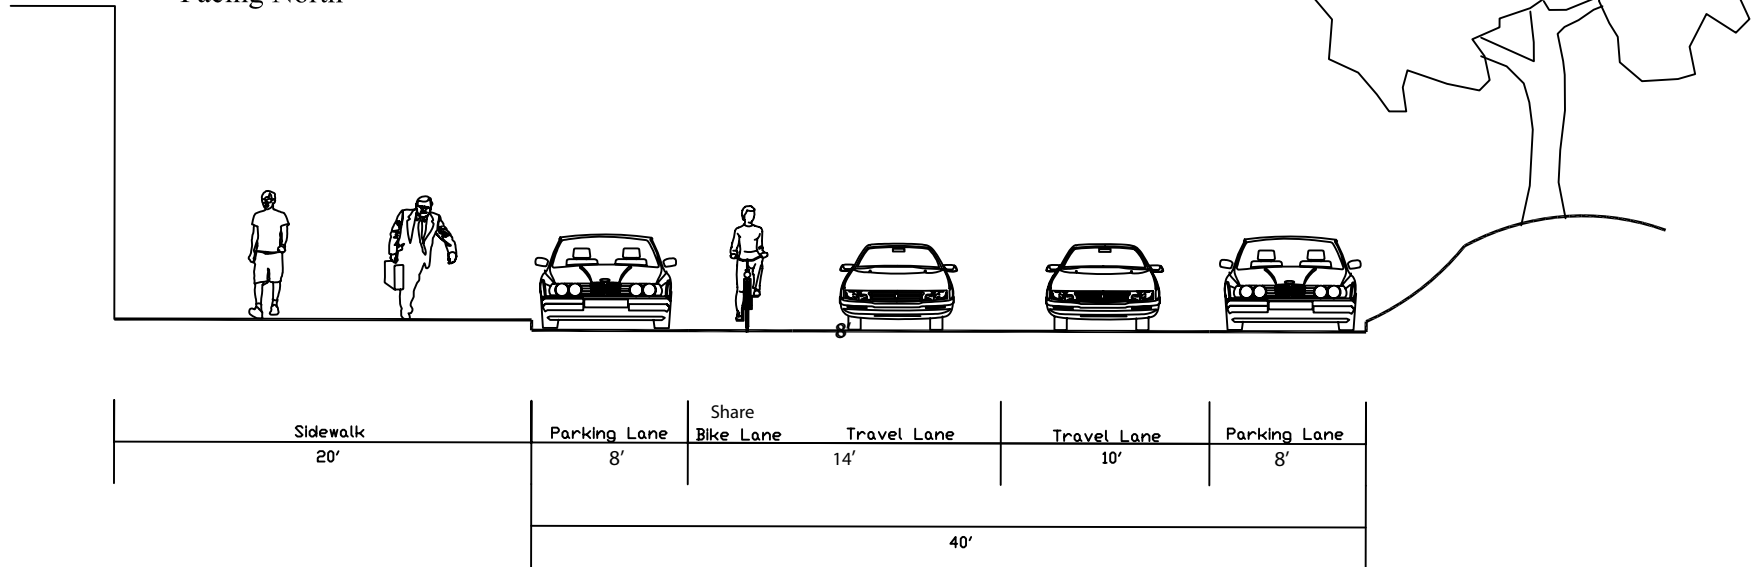 Facing North
8'
Share
Sidewalk Parking Lane Bike Lane Travel Lane Travel Lane Parking Lane
20' 8' 14' 10' 8'
40'